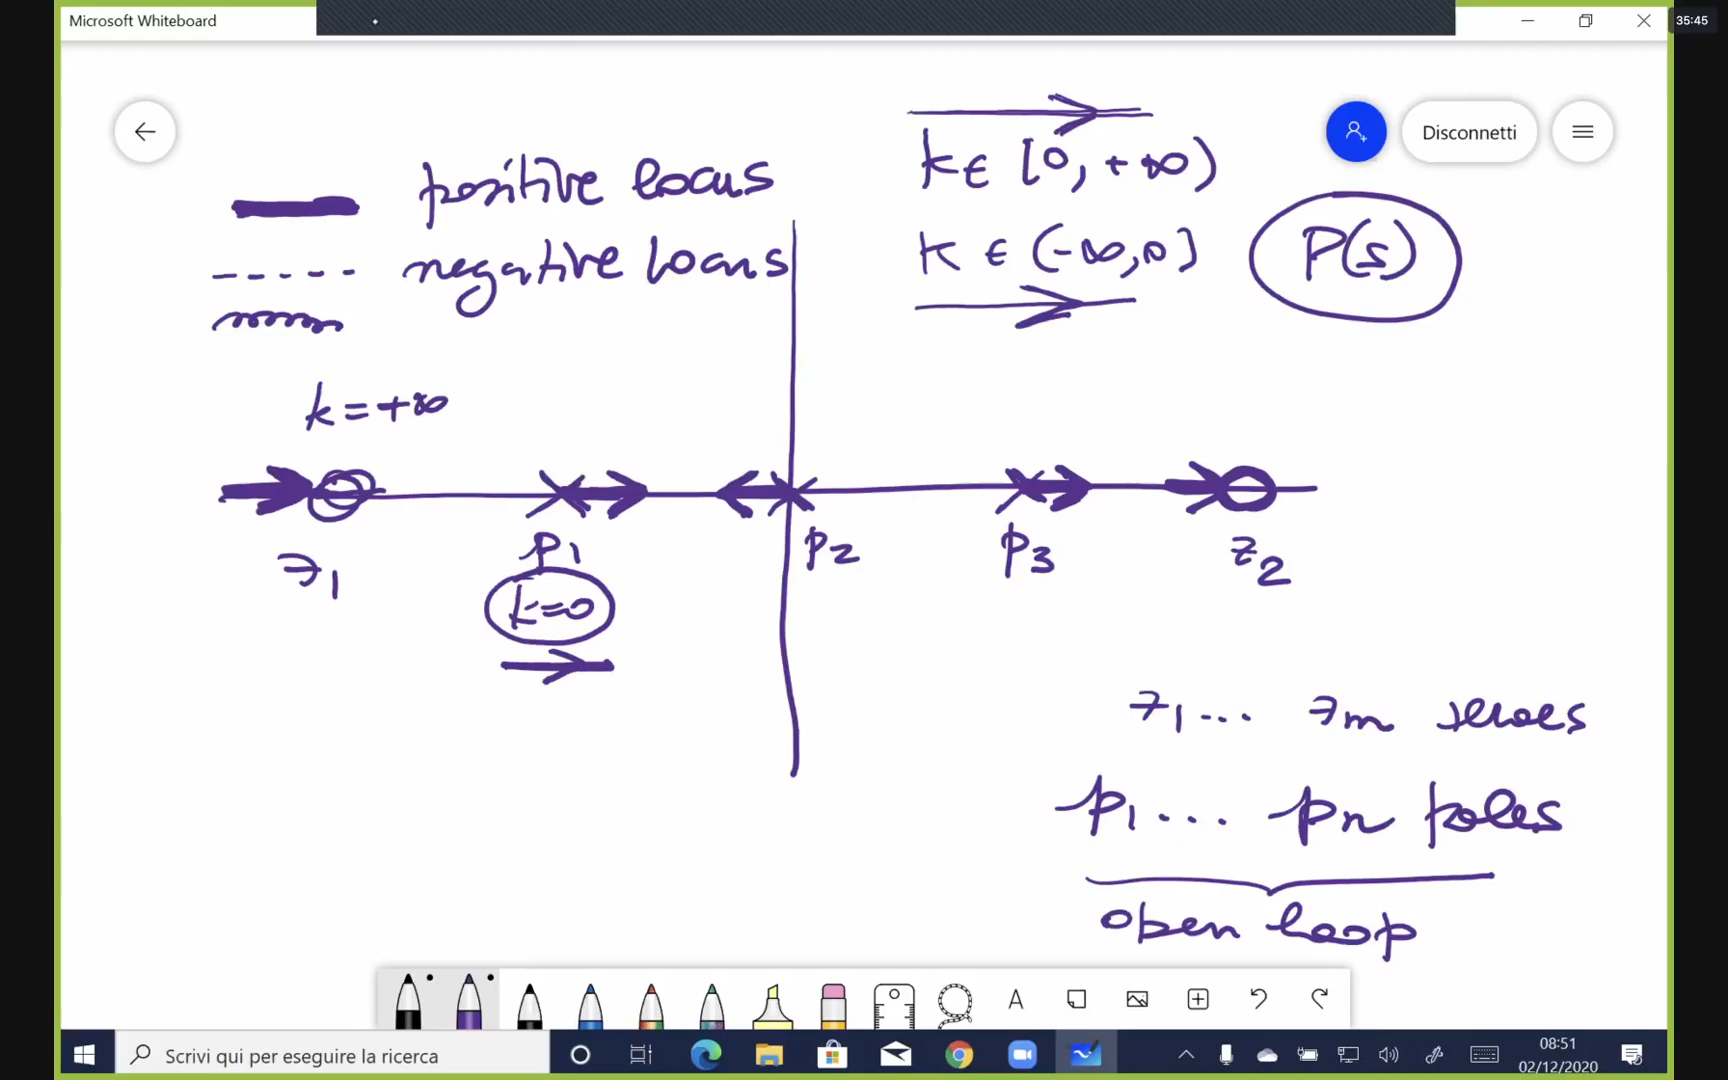 Microsoft Whiteboard
35:45
Disconnetti
positive locus
negative locus
k ∈ [0, +∞)
k ∈ (-∞, 0]
P(s)
k = +∞
z1
p1
k=0
p2
p3
z2
z1 ... zm zeroes
p1 ... pn poles
open loop
A
Scrivi qui per eseguire la ricerca
08:51
02/12/2020